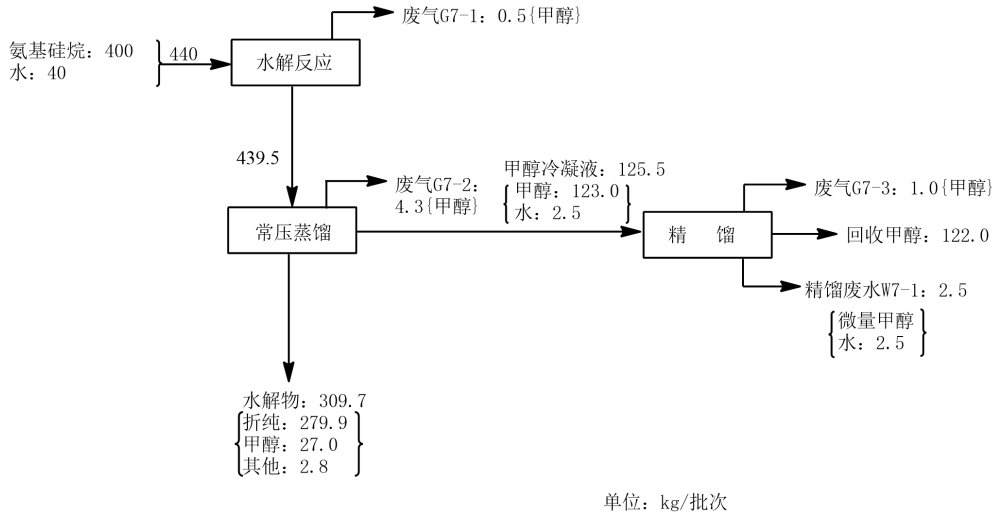 废气G7-1：0.5{甲醇}
氨基硅烷：400
水：40
440
水解反应
439.5
废气G7-2：
4.3{甲醇}
甲醇冷凝液：125.5
甲醇：123.0
水：2.5
废气G7-3：1.0{甲醇}
常压蒸馏
精 馏
回收甲醇：122.0
精馏废水W7-1：2.5
微量甲醇
水：2.5
水解物：309.7
折纯：279.9
甲醇：27.0
其他：2.8
单位：kg/批次